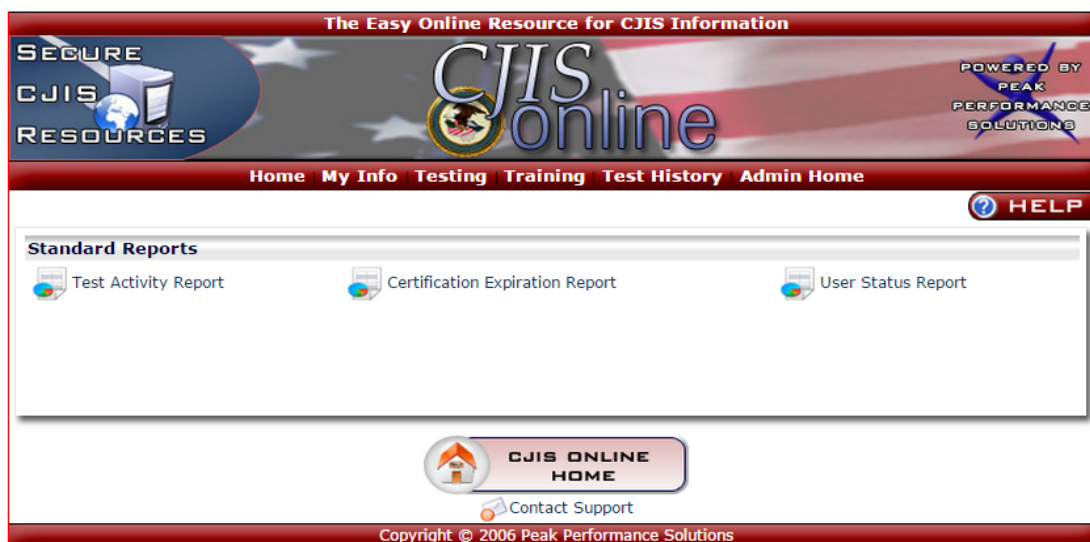 The Easy Online Resource for CJIS Information
SECURE
CJIS
RESOURCES
CJIS
online
POWERED BY
PEAK
PERFORMANCE
SOLUTIONS
Home My Info Testing Training Test History Admin Home
? HELP
Standard Reports
Test Activity Report Certification Expiration Report User Status Report
CJIS ONLINE
HOME
Contact Support
Copyright © 2006 Peak Performance Solutions